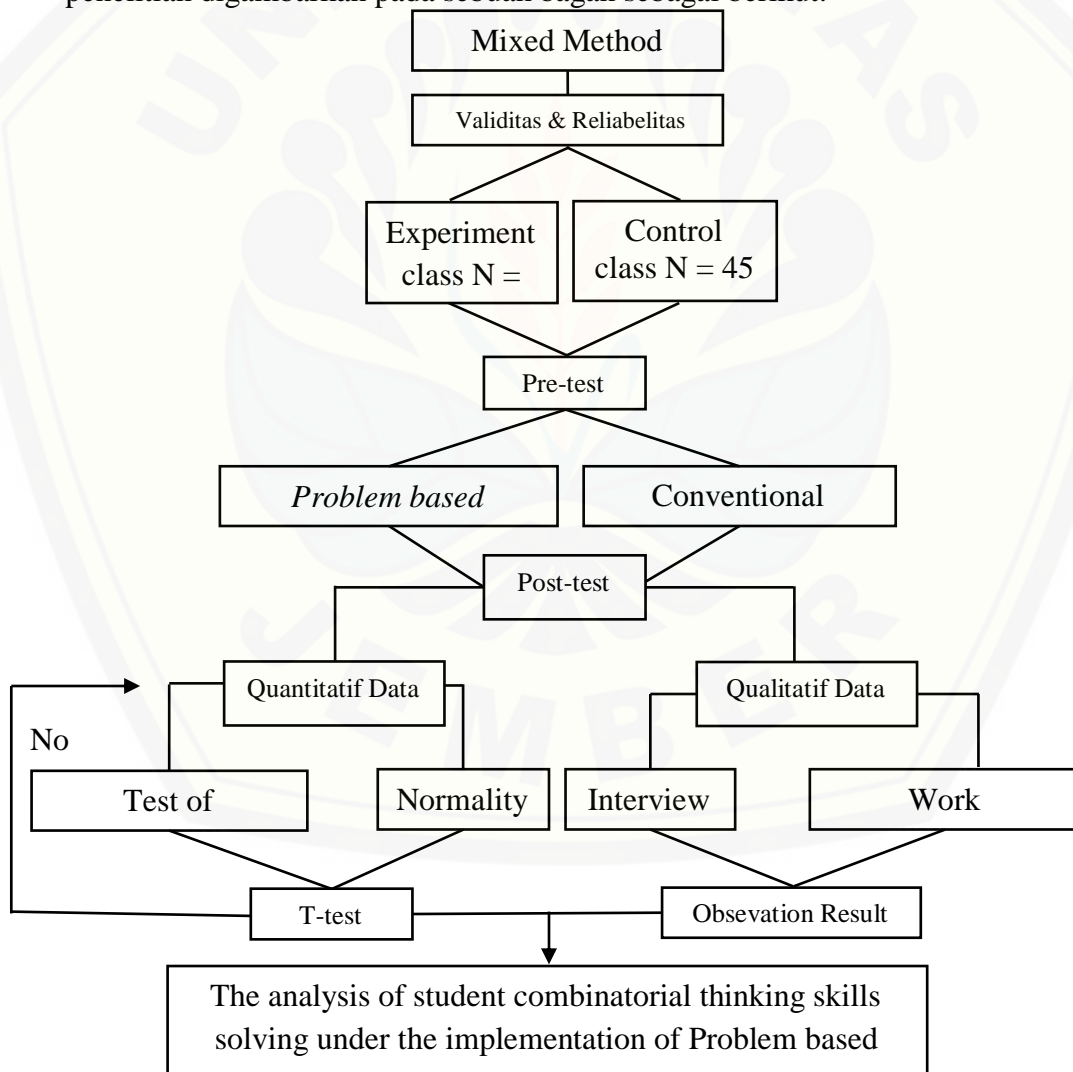 penelitian digambarkan pada sebuah bagan sebagai berikut:
Mixed Method
Validitas & Reliabelitas
Experiment
class N =
Control
class N = 45
Pre-test
Problem based
Conventional
Post-test
Quantitatif Data
Qualitatif Data
No
Test of
Normality
Interview
Work
T-test
Obsevation Result
The analysis of student combinatorial thinking skills
solving under the implementation of Problem based
JEMBER